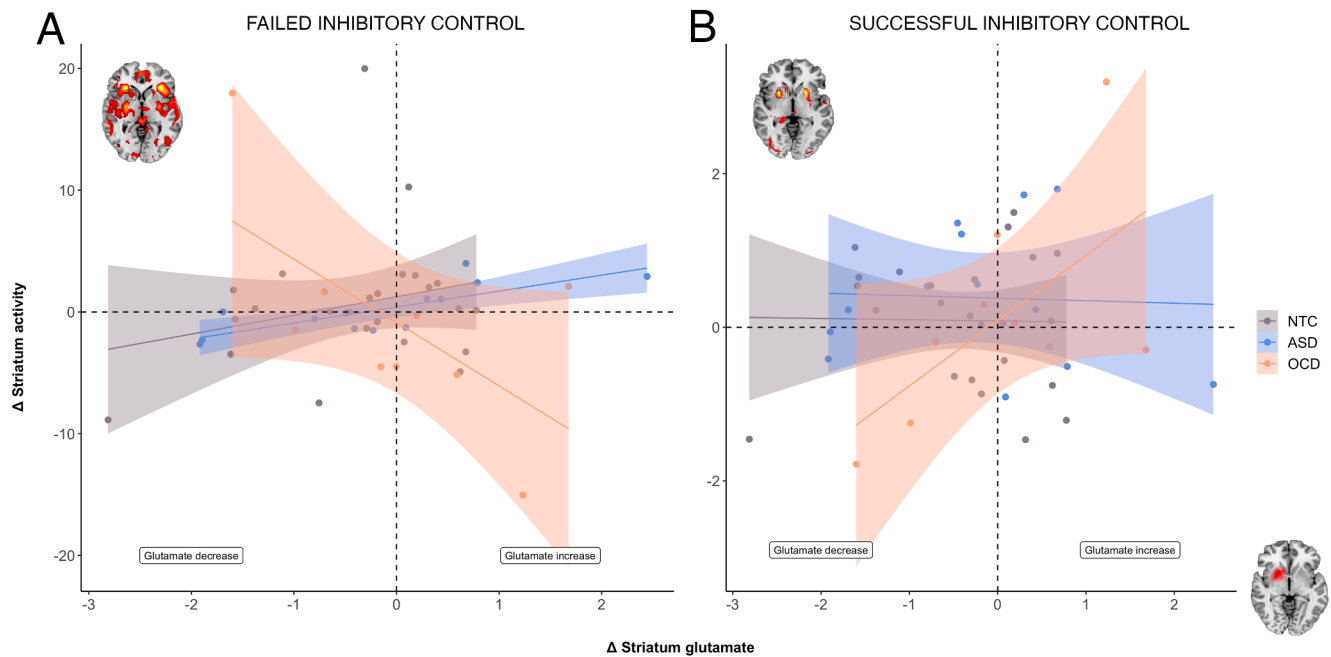 A
FAILED INHIBITORY CONTROL
B
SUCCESSFUL INHIBITORY CONTROL
20
10
0
-10
-20
2
0
-2
Δ Striatum activity
NTC
ASD
OCD
Glutamate decrease
Glutamate increase
Glutamate decrease
Glutamate increase
-3 -2 -1 0 1 2
-3 -2 -1 0 1 2
Δ Striatum glutamate